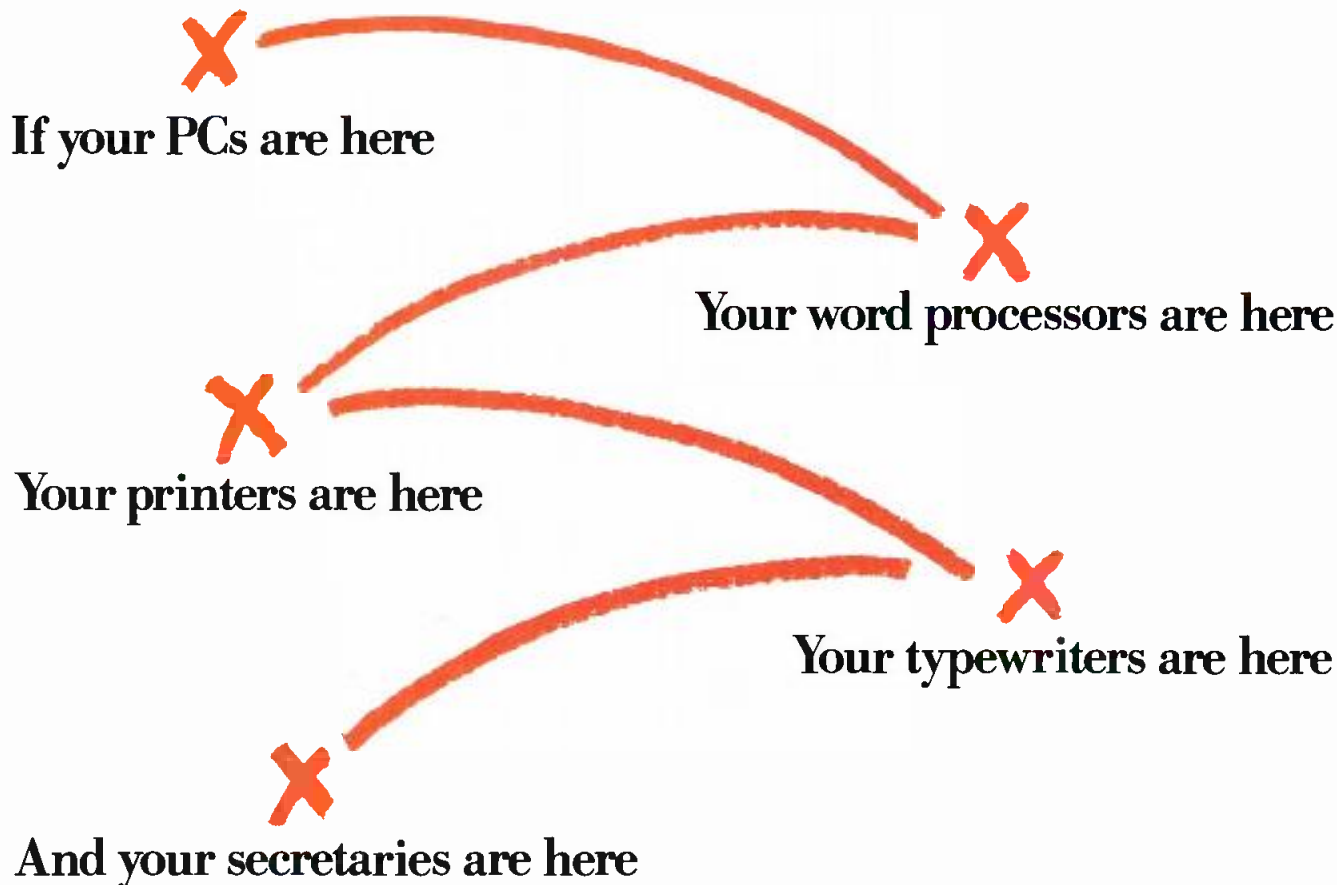 If your PCs are here
Your word processors are here
Your printers are here
Your typewriters are here
And your secretaries are here